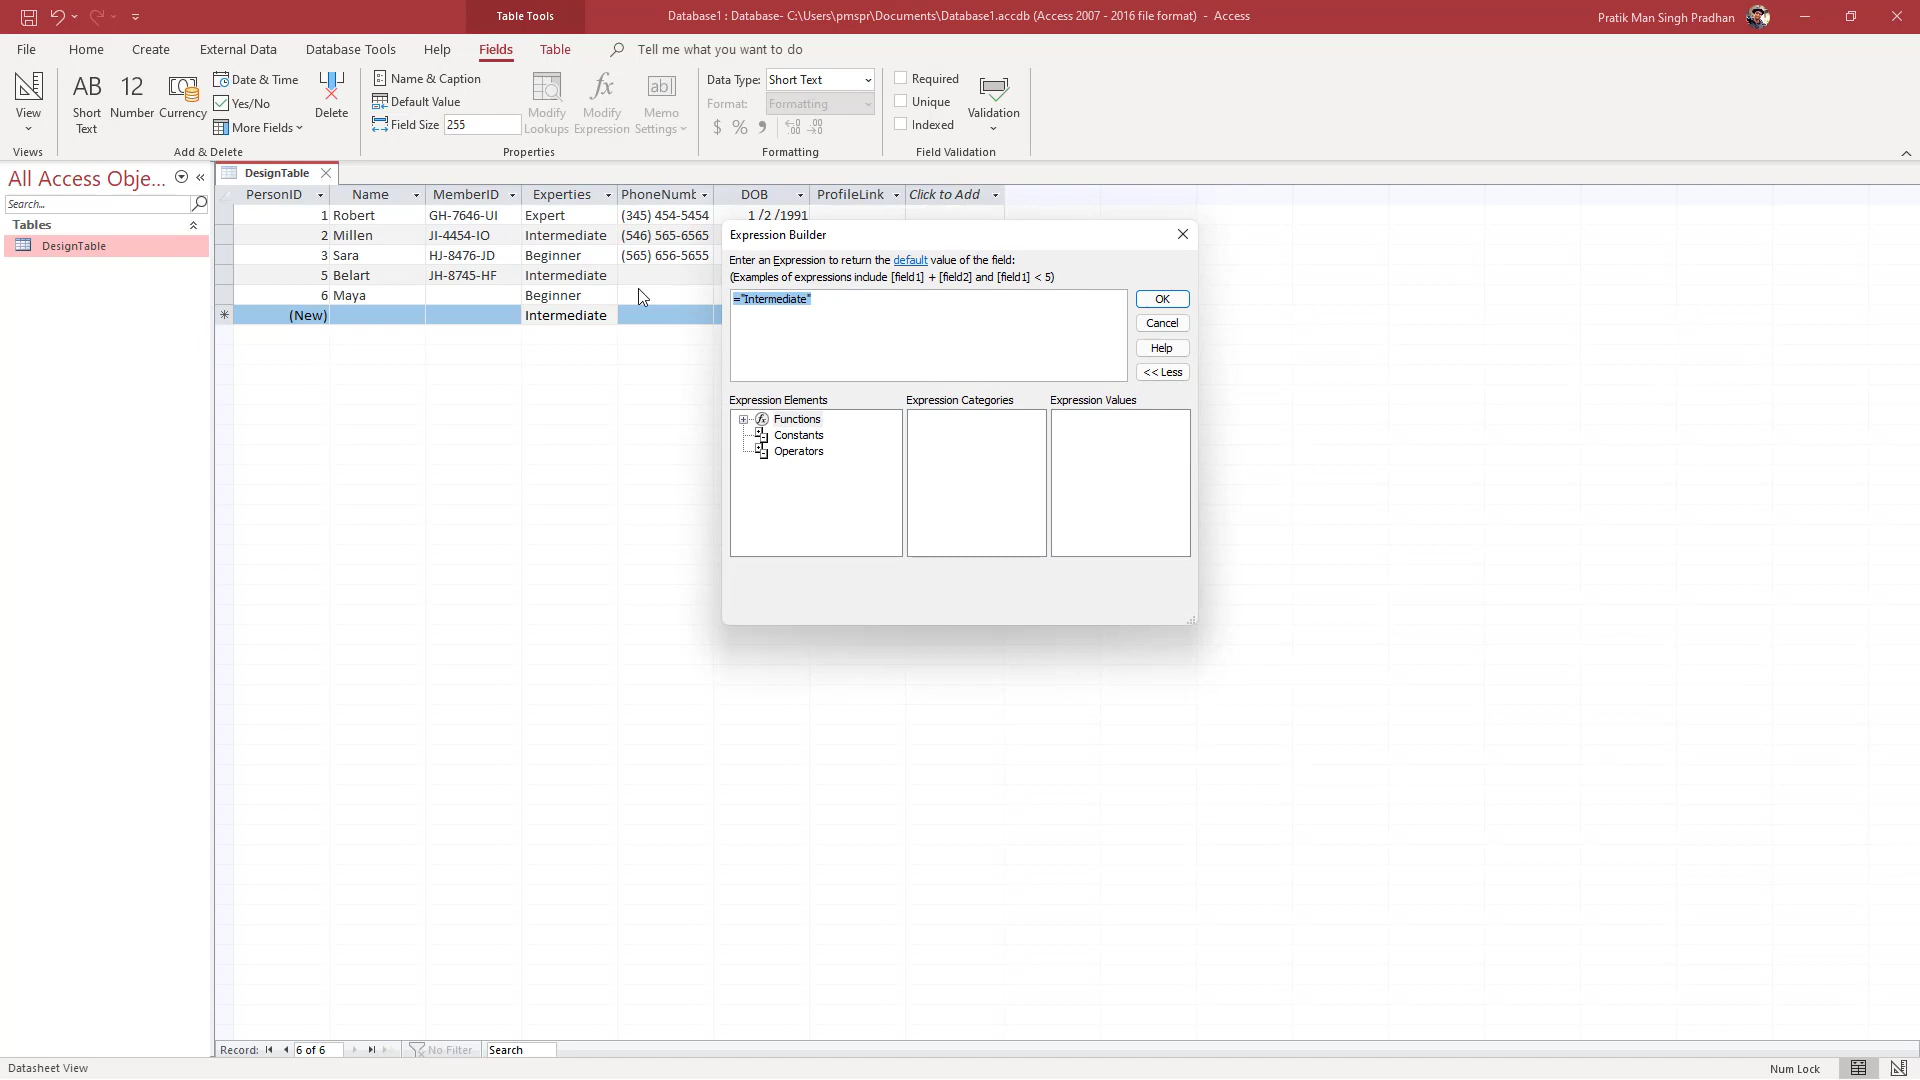 Table Tools
Database1 : Database- C:\Users\pmspr\Documents\Database1.accdb (Access 2007 - 2016 file format) - Access
Pratik Man Singh Pradhan
File Home Create External Data Database Tools Help Fields Table Tell me what you want to do
View
Views
AB Short Text
12 Number
Currency
Date & Time
Yes/No
More Fields
Delete
Add & Delete
Name & Caption
Default Value
Field Size 255
Modify Lookups
fx Modify Expression
ab| Memo Settings
Properties
Data Type: Short Text
Format: Formatting
$ % , .00 .00
Formatting
Required
Unique
Indexed
Validation
Field Validation
All Access Obje... «
Search...
Tables
DesignTable
DesignTable
PersonID Name MemberID Experties PhoneNumb DOB ProfileLink Click to Add
1 Robert GH-7646-UI Expert (345) 454-5454 1 /2 /1991
2 Millen JI-4454-IO Intermediate (546) 565-6565
3 Sara HJ-8476-JD Beginner (565) 656-5655
5 Belart JH-8745-HF Intermediate
6 Maya Beginner
* (New) Intermediate
Expression Builder
Enter an Expression to return the default value of the field:
(Examples of expressions include [field1] + [field2] and [field1] < 5)
="Intermediate"
OK
Cancel
Help
<< Less
Expression Elements Expression Categories Expression Values
Functions
Constants
Operators
Record: 6 of 6 No Filter Search
Datasheet View Num Lock